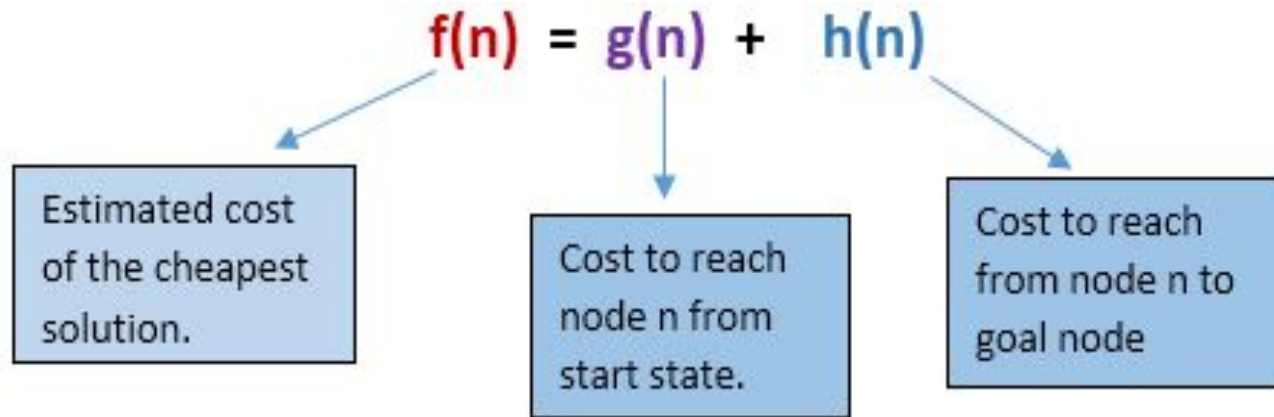 f(n) = g(n) + h(n)
Estimated cost
of the cheapest
solution.
Cost to reach
node n from
start state.
Cost to reach
from node n to
goal node